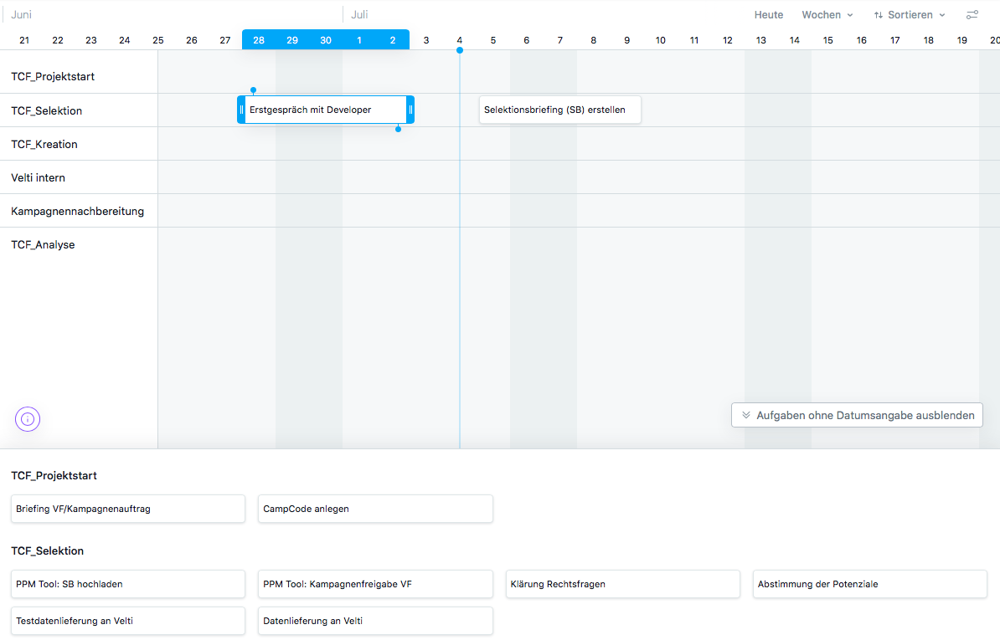 Juni Juli Heute Wochen Sortieren
21 22 23 24 25 26 27 28 29 30 1 2 3 4 5 6 7 8 9 10 11 12 13 14 15 16 17 18 19 20
TCF_Projektstart
TCF_Selektion Erstgespräch mit Developer Selektionsbriefing (SB) erstellen
TCF_Kreation
Velti intern
Kampagnennachbereitung
TCF_Analyse
Aufgaben ohne Datumsangabe ausblenden
TCF_Projektstart
Briefing VF/Kampagnenauftrag CampCode anlegen
TCF_Selektion
PPM Tool: SB hochladen PPM Tool: Kampagnenfreigabe VF Klärung Rechtsfragen Abstimmung der Potenziale
Testdatenlieferung an Velti Datenlieferung an Velti